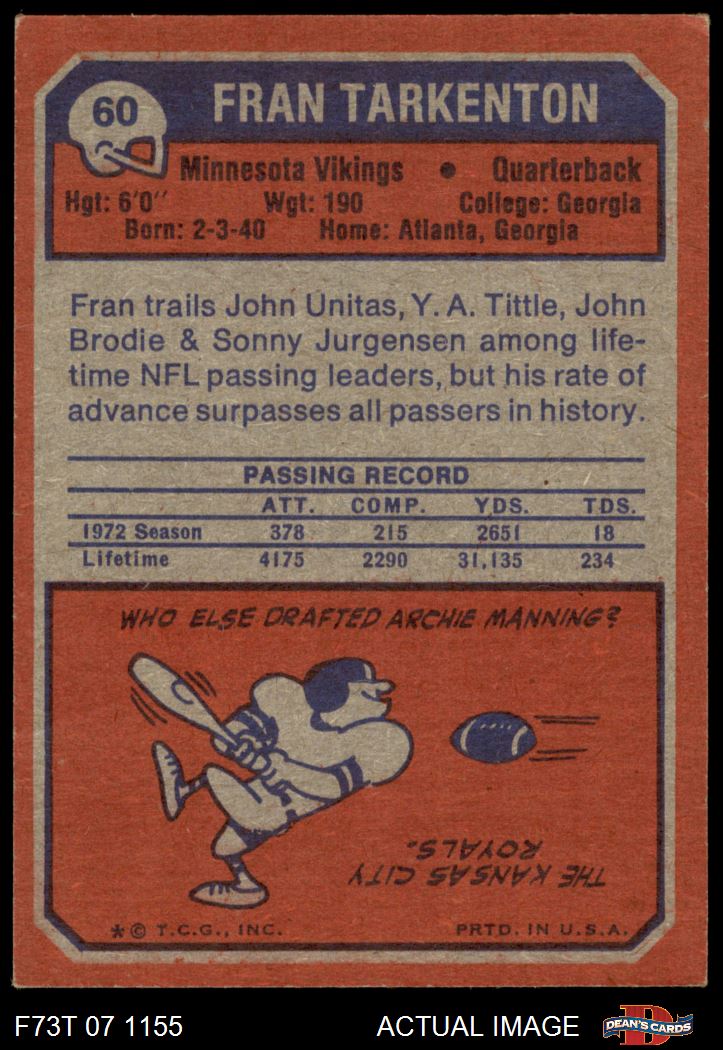 60
FRAN TARKENTON
Minnesota Vikings • Quarterback
Hgt: 6'0'' Wgt: 190 College: Georgia
Born: 2-3-40 Home: Atlanta, Georgia
Fran trails John Unitas, Y. A. Tittle, John
Brodie & Sonny Jurgensen among life-
time NFL passing leaders, but his rate of
advance surpasses all passers in history.
PASSING RECORD
ATT. COMP. YDS. TDS.
1972 Season 378 215 2651 18
Lifetime 4175 2290 31,135 234
WHO ELSE DRAFTED ARCHIE MANNING?
THE KANSAS CITY
ROYALS.
* © T.C.G., INC. PRTD. IN U.S.A.
F73T 07 1155 ACTUAL IMAGE
D
DEAN'S CARDS